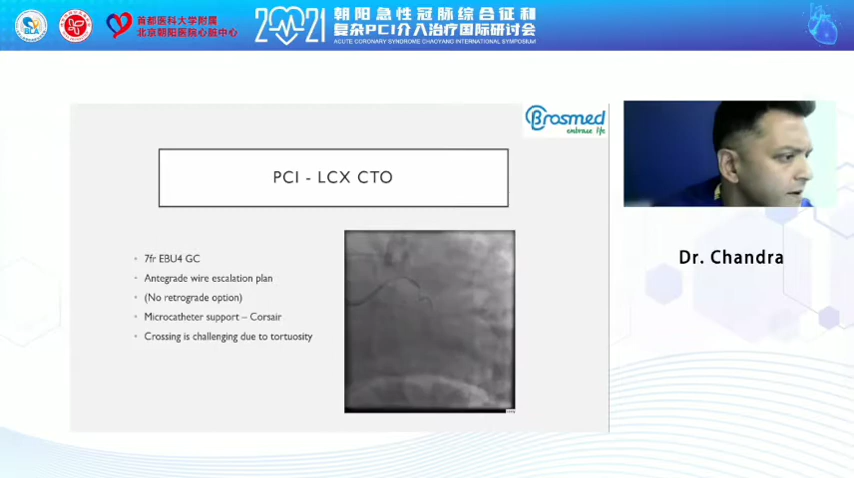 BLA
首都医科大学附属
北京朝阳医院心脏中心
2021
朝阳急性冠脉综合征和
复杂PCI介入治疗国际研讨会
ACUTE CORONARY SYNDROME CHAOYANG INTERNATIONAL SYMPOSIUM
Brosmed
embrace life
PCI - LCX CTO
7fr EBU4 GC
Antegrade wire escalation plan
(No retrograde option)
Microcatheter support – Corsair
Crossing is challenging due to tortuosity
Dr. Chandra